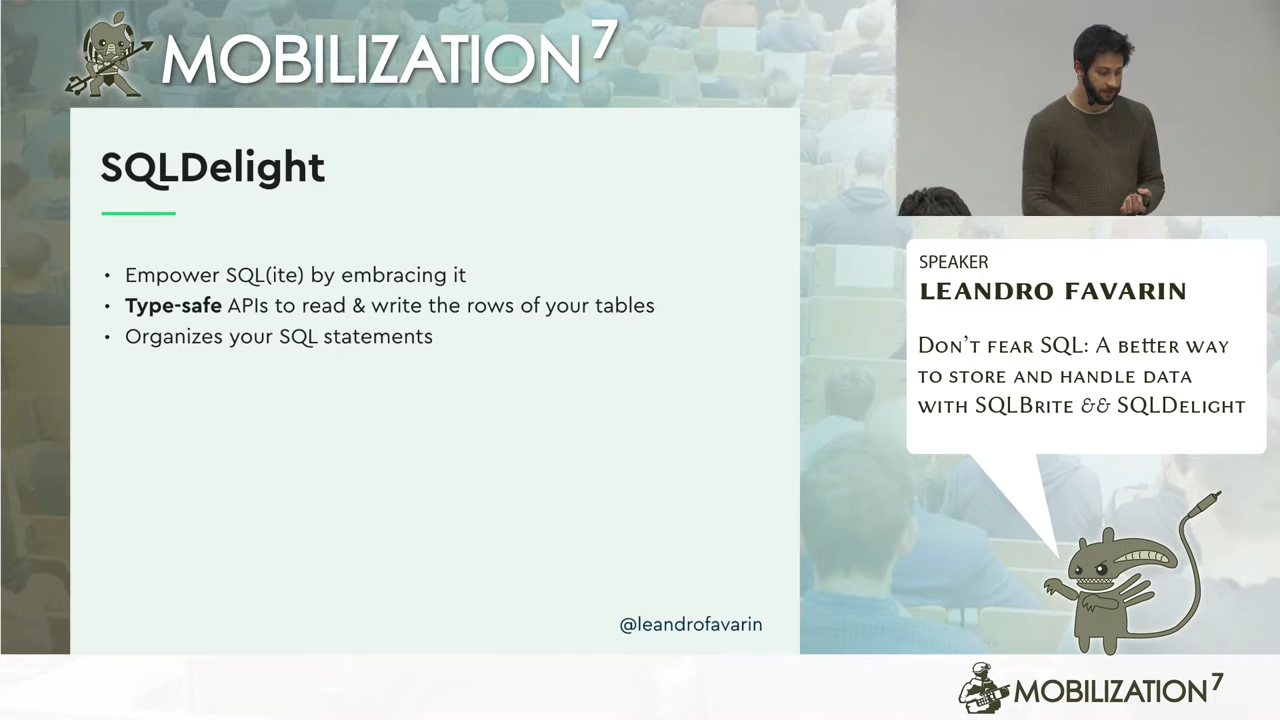 MOBILIZATION 7
SQLDelight
• Empower SQL(ite) by embracing it
• Type-safe APIs to read & write the rows of your tables
• Organizes your SQL statements
@leandrofavarin
SPEAKER
LEANDRO FAVARIN
DON'T FEAR SQL: A BETTER WAY
TO STORE AND HANDLE DATA
WITH SQLBRITE && SQLDELIGHT
MOBILIZATION 7